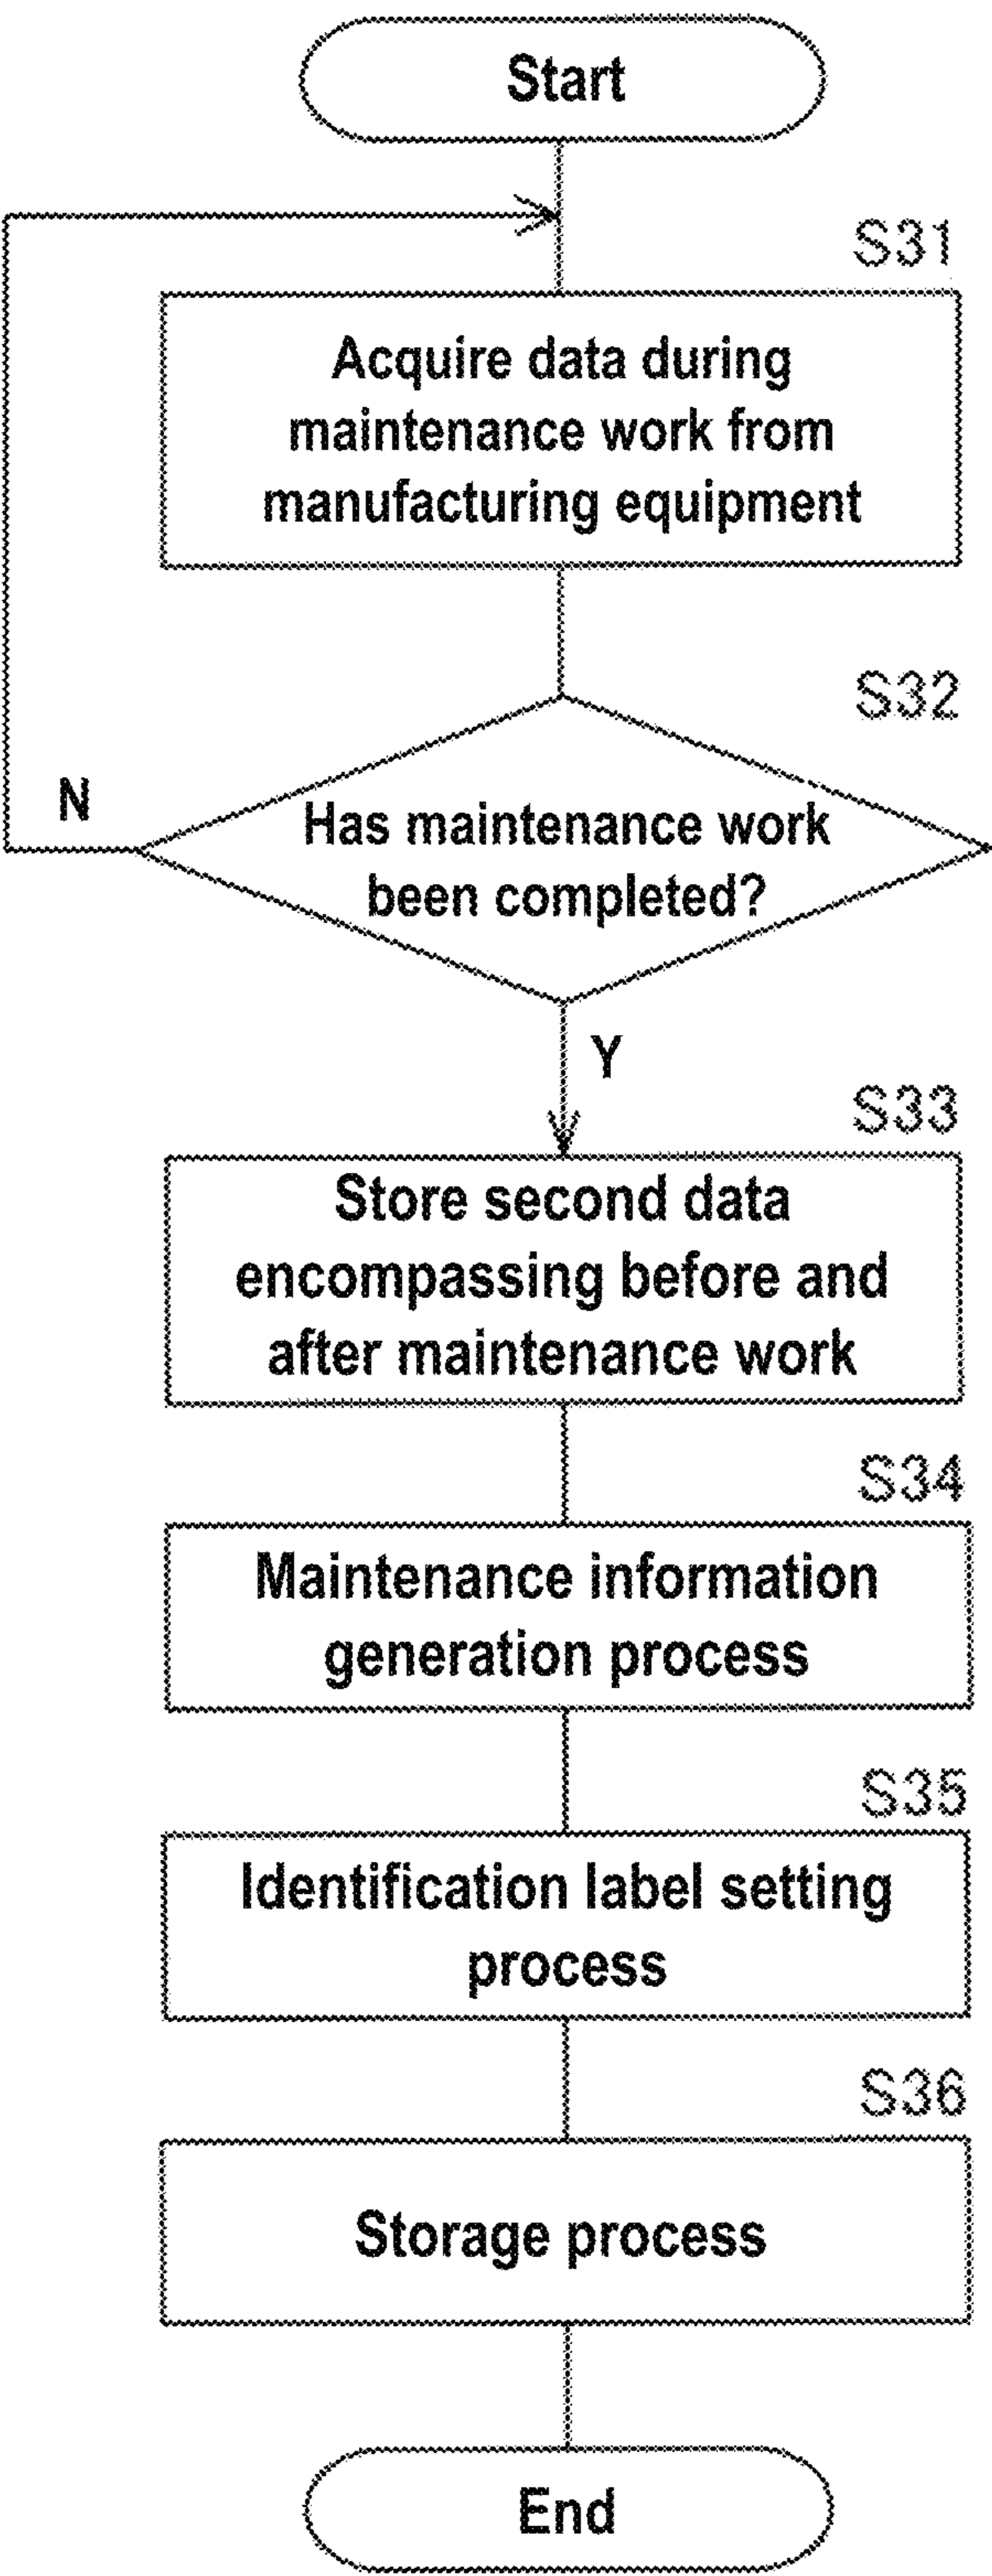 Start
S31
Acquire data during
maintenance work from
manufacturing equipment
S32
N
Has maintenance work
been completed?
Y
S33
Store second data
encompassing before and
after maintenance work
S34
Maintenance information
generation process
S35
Identification label setting
process
S36
Storage process
End